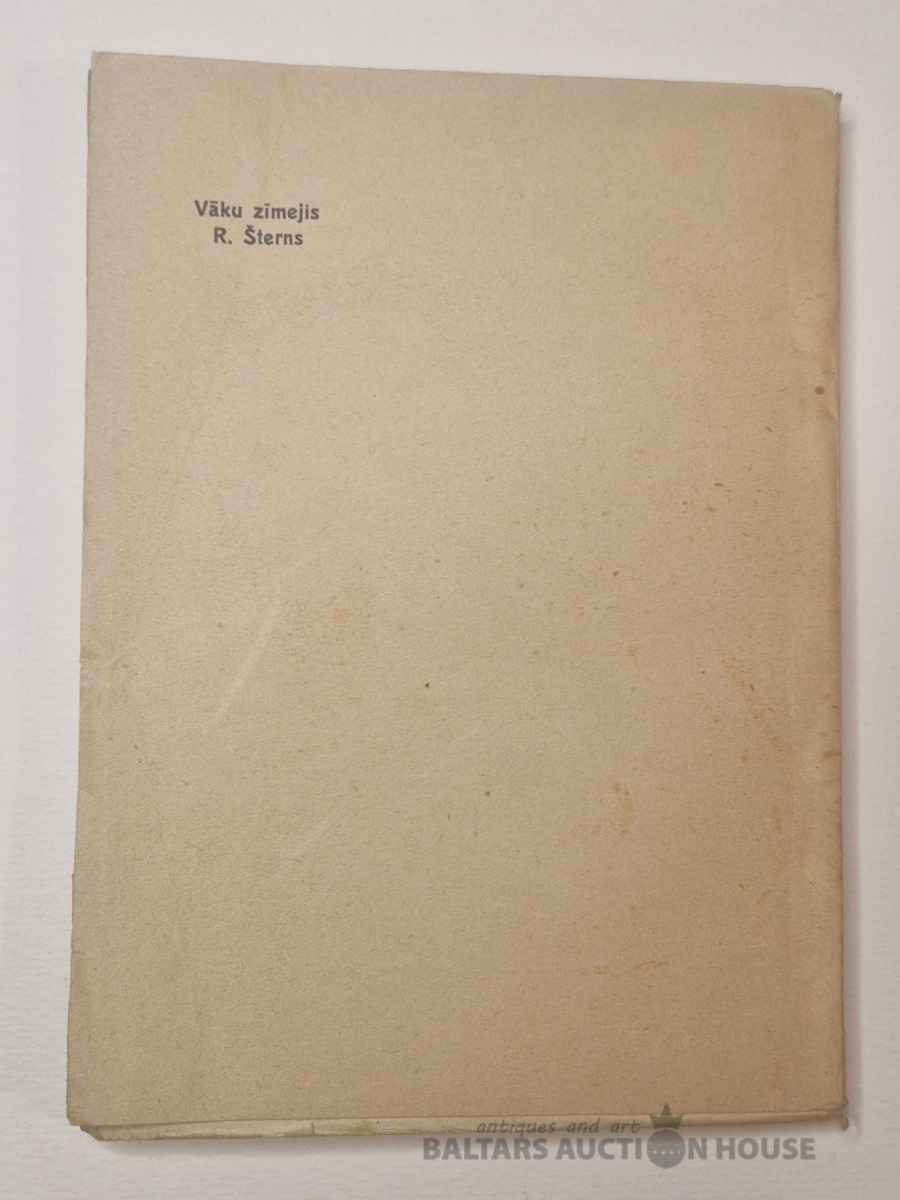 Vāku zīmejis
R. Šterns
antiques and art
BALTARS AUCTION HOUSE